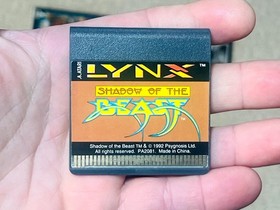 ATARI LYNX™
SHADOW OF THE
BEAST
Shadow of the Beast TM & © 1992 Psygnosis Ltd.
All rights reserved. PA2081. Made in China.